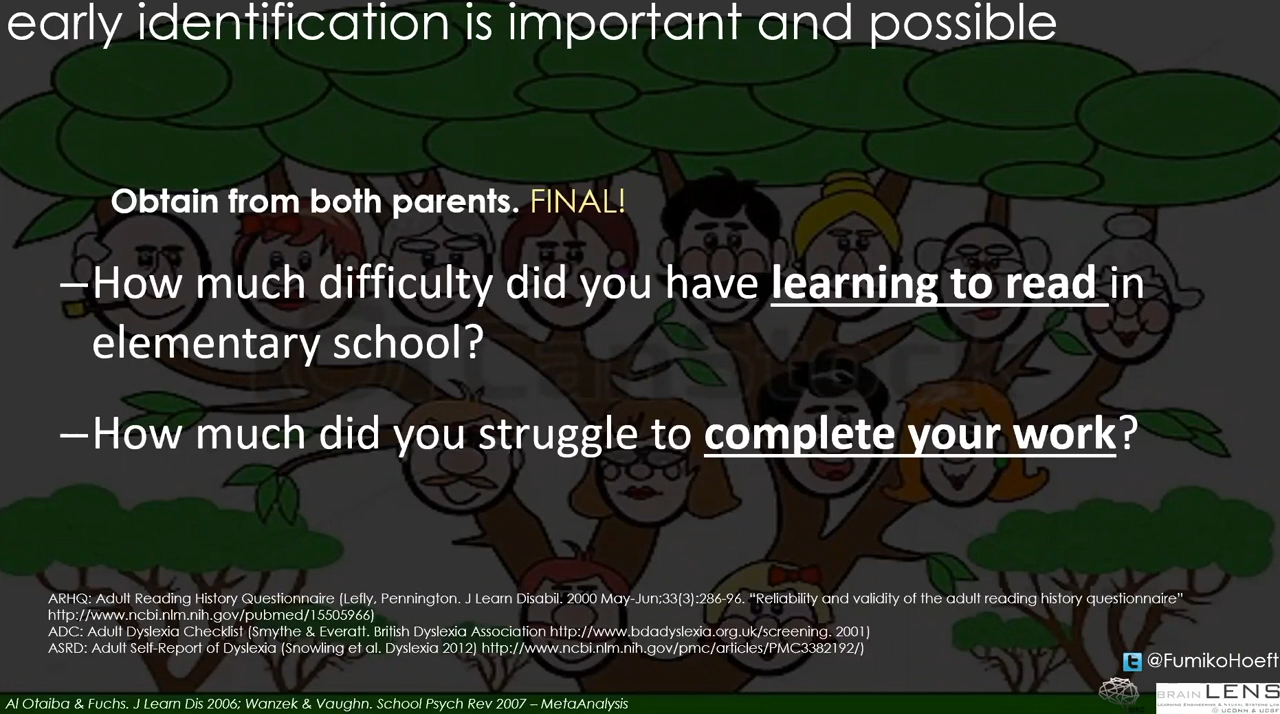 early identification is important and possible
Obtain from both parents. FINAL!
–How much difficulty did you have learning to read in
elementary school?
–How much did you struggle to complete your work?
ARHQ: Adult Reading History Questionnaire (Lefly, Pennington. J Learn Disabil. 2000 May-Jun;33(3):286-96. “Reliability and validity of the adult reading history questionnaire”
http://www.ncbi.nlm.nih.gov/pubmed/15505966)
ADC: Adult Dyslexia Checklist (Smythe & Everatt. British Dyslexia Association http://www.bdadyslexia.org.uk/screening. 2001)
ASRD: Adult Self-Report of Dyslexia (Snowling et al. Dyslexia 2012) http://www.ncbi.nlm.nih.gov/pmc/articles/PMC3382192/)
@FumikoHoeft
BRAIN LENS
© UCONN & UCSF
Al Otaiba & Fuchs. J Learn Dis 2006; Wanzek & Vaughn. School Psych Rev 2007 – MetaAnalysis